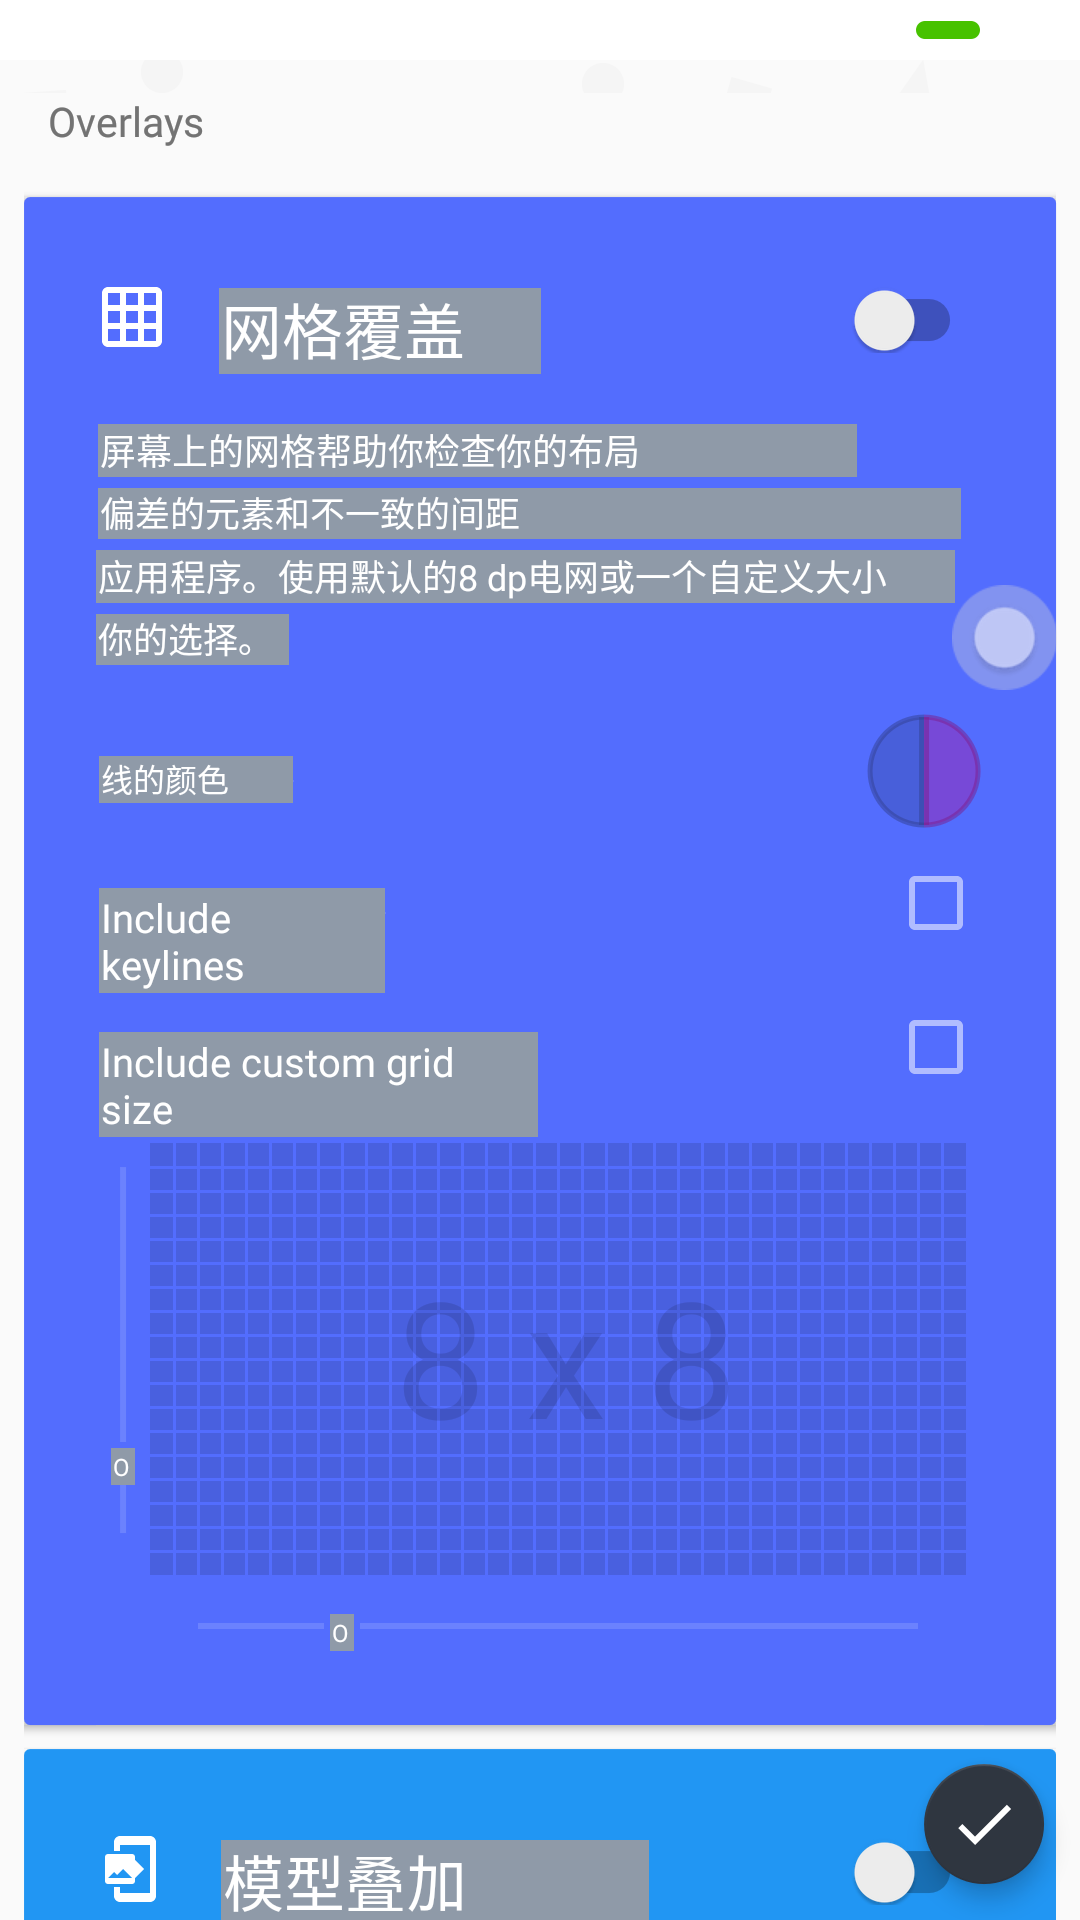 Overlays
网格覆盖
屏幕上的网格帮助你检查你的布局
偏差的元素和不一致的间距
应用程序。使用默认的8 dp电网或一个自定义大小
你的选择。
线的颜色
Include
keylines
Include custom grid
size
8 x 8
0
0
模型叠加